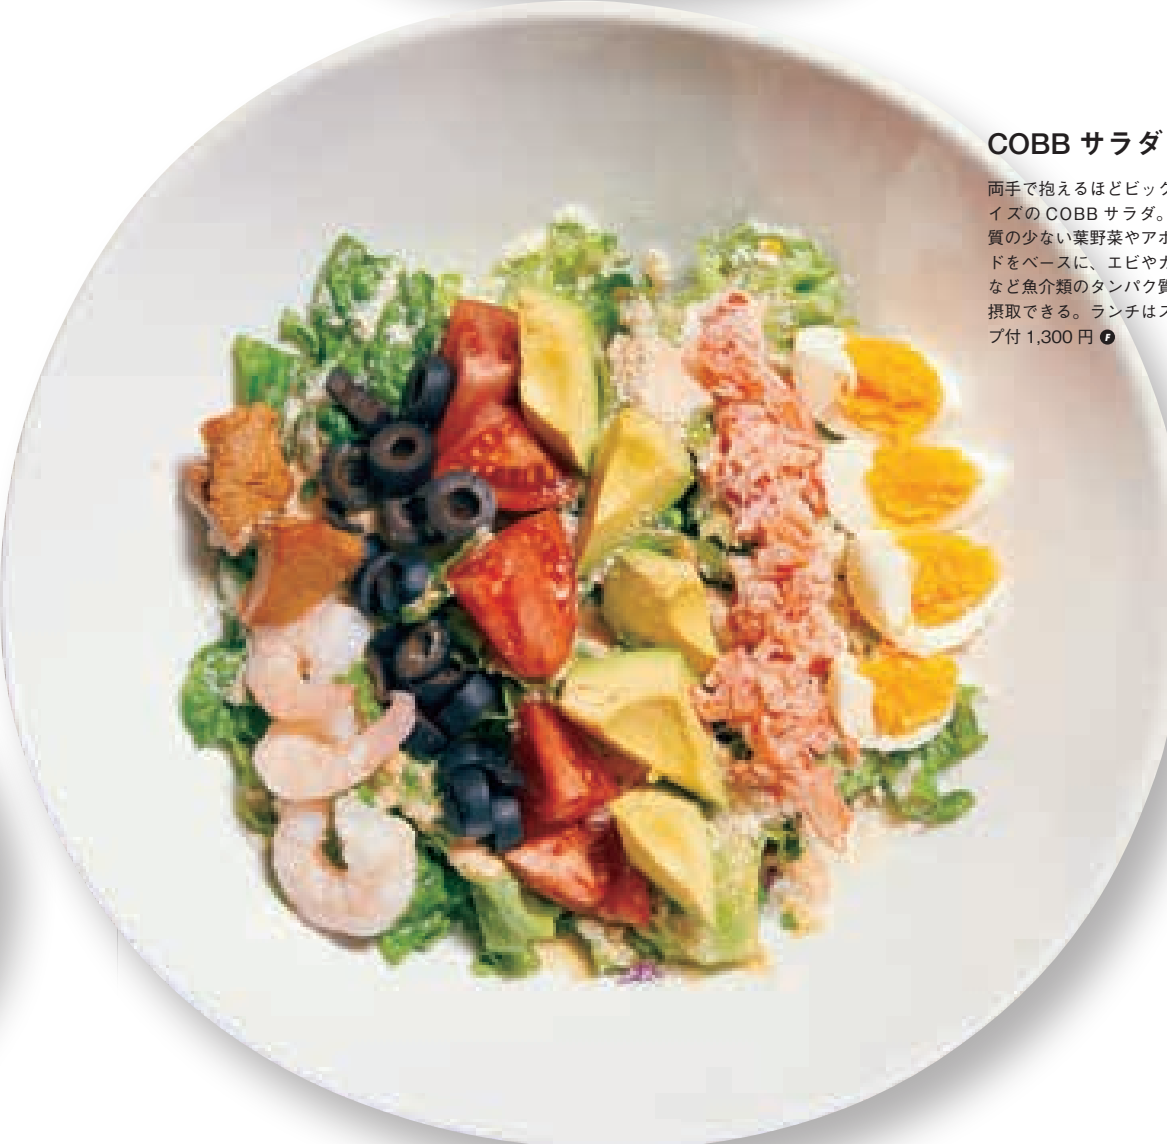 COBB サラダ
両手で抱えるほどビック
イズの COBB サラダ。
質の少ない葉野菜やアボ
ドをベースに、エビやカ
など魚介類のタンパク質
摂取できる。ランチはス
プ付 1,300 円 F